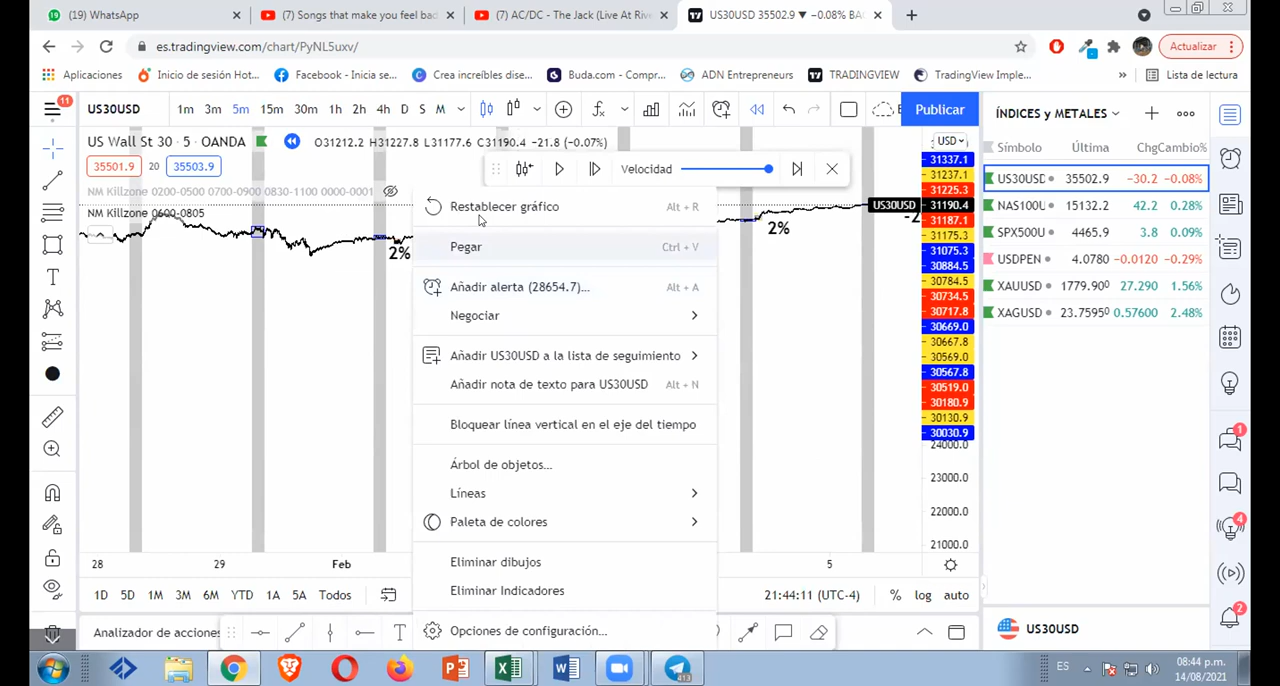 (19) WhatsApp
(7) Songs that make you feel bad
(7) AC/DC - The Jack (Live At Rive
US30USD 35502.9 ▼ −0.08% BA
es.tradingview.com/chart/PyNL5uxv/
Actualizar
Aplicaciones
Inicio de sesión Hot...
Facebook - Inicia se...
Crea increíbles dise...
Buda.com - Compr...
ADN Entrepreneurs
TRADINGVIEW
TradingView Imple...
»
Lista de lectura
11
US30USD
1m 3m 5m 15m 30m 1h 2h 4h D S M
Publicar
ÍNDICES y METALES
US Wall St 30 · 5 · OANDA
O31212.2 H31227.8 L31177.6 C31190.4 −21.8 (−0.07%)
USD
Símbolo Última Chg Cambio%
35501.9 20 35503.9
Velocidad
NM Killzone 0200-0500 0700-0900 0830-1100 0000-0001
NM Killzone 0600-0805
2%
2%
-2
US30USD 31190.4
31337.1
31237.1
31225.3
31187.1
31175.3
31075.3
30884.5
30784.5
30734.5
30717.8
30669.0
30667.8
30569.0
30567.8
30519.0
30180.9
30130.9
30030.9
24000.0
23000.0
22000.0
21000.0
US30USD 35502.9 −30.2 −0.08%
NAS100U 15132.2 42.2 0.28%
SPX500U 4465.9 3.8 0.09%
USDPEN 4.0780 −0.0120 −0.29%
XAUUSD 1779.900 27.290 1.56%
XAGUSD 23.75950 0.57600 2.48%
Restablecer gráfico Alt + R
Pegar Ctrl + V
Añadir alerta (28654.7)... Alt + A
Negociar
Añadir US30USD a la lista de seguimiento
Añadir nota de texto para US30USD Alt + N
Bloquear línea vertical en el eje del tiempo
Árbol de objetos...
Líneas
Paleta de colores
Eliminar dibujos
Eliminar Indicadores
Opciones de configuración...
28 29 Feb 5
1D 5D 1M 3M 6M YTD 1A 5A Todos
21:44:11 (UTC-4) % log auto
Analizador de acciones
US30USD
1
4
2
413
ES
08:44 p.m.
14/08/2021